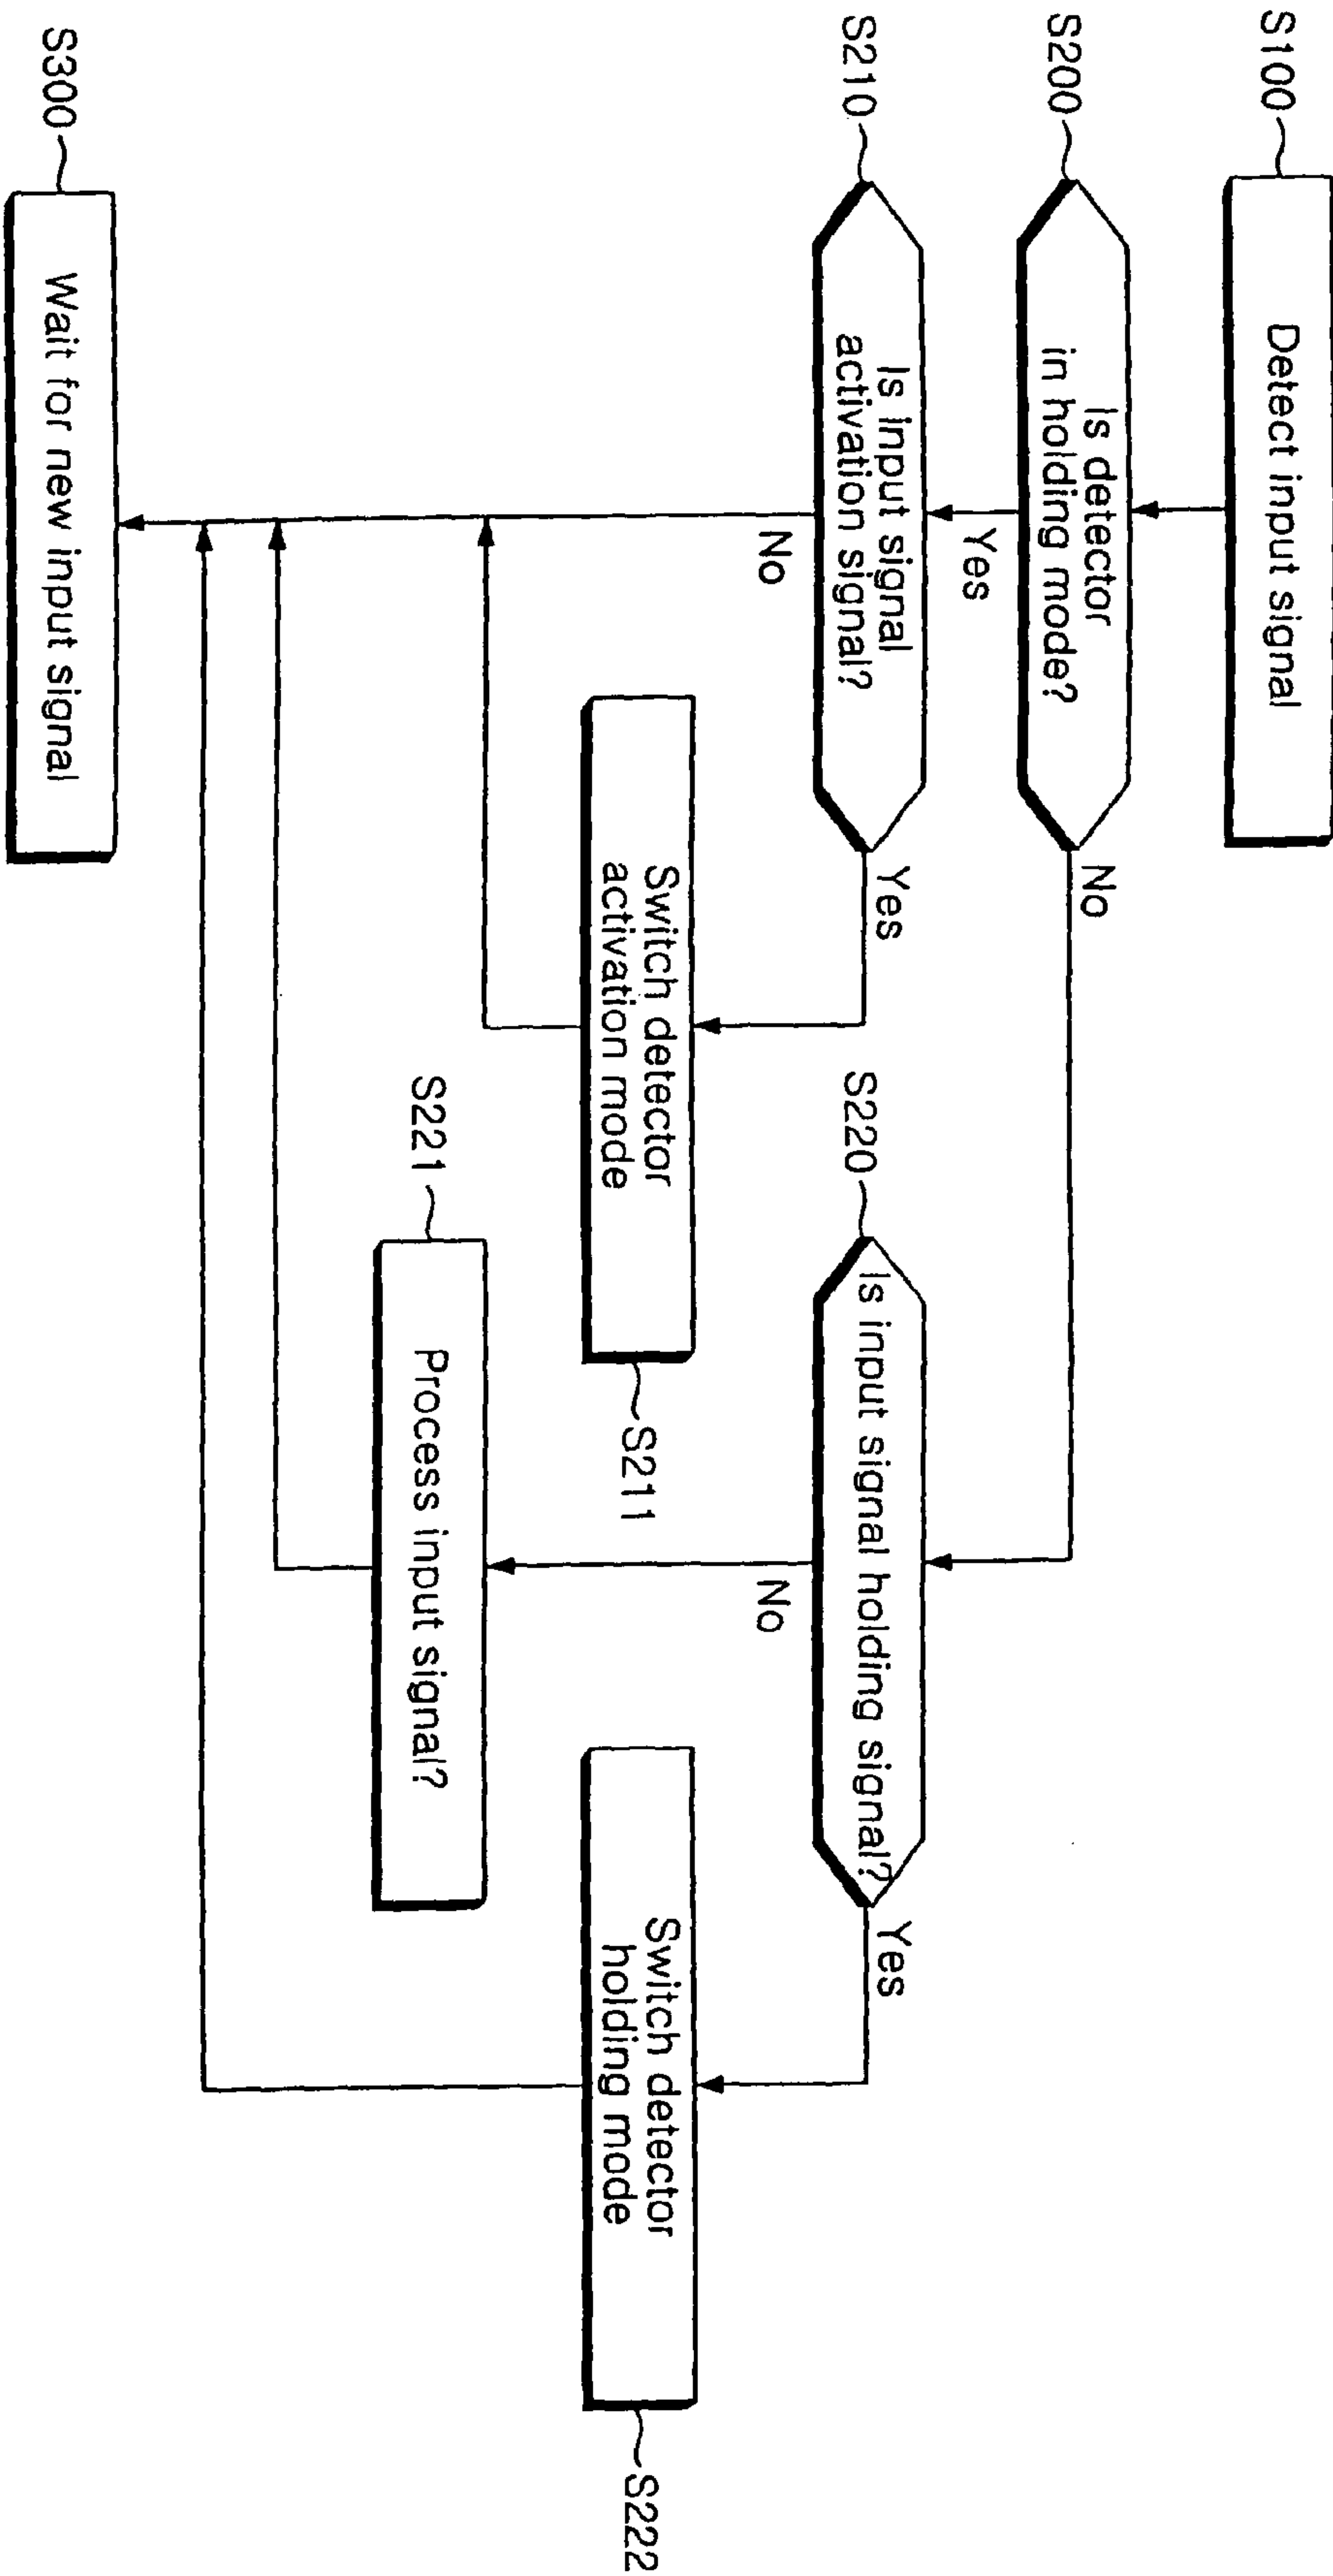 S100
Detect input signal
S200
Is detector
in holding mode?
No
Yes
S210
Is input signal
activation signal?
Yes
No
S220
Is input signal holding signal?
Yes
No
Switch detector
activation mode
S211
Switch detector
holding mode
S222
S221
Process input signal?
S300
Wait for new input signal